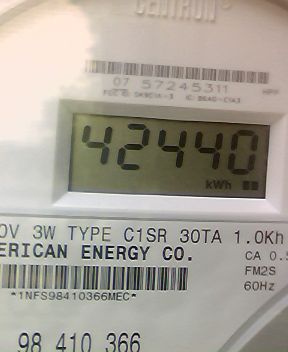 CENTRON
07 57245311
42440
kWh
0V 3W TYPE C1SR 30TA 1.0Kh
ERICAN ENERGY CO. CA 0.5
FM2S
*1NFS98410366MEC* 60Hz
98 410 366